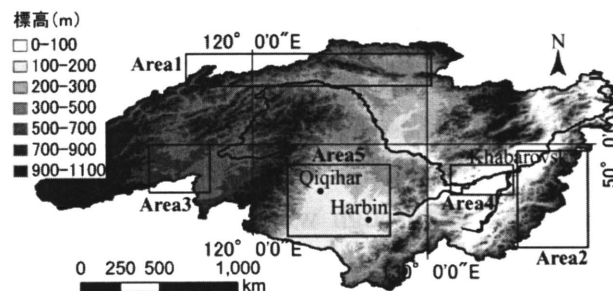 標高(m)
0-100
100-200
200-300
300-500
500-700
700-900
900-1100
120° 0'0"E
Area1
N
Area5
Qiqihar
Harbin
Area3
Khabarovsk
Area4
Area2
50° 0'
120° 0'0"E
130° 0'0"E
0 250 500 1,000
km